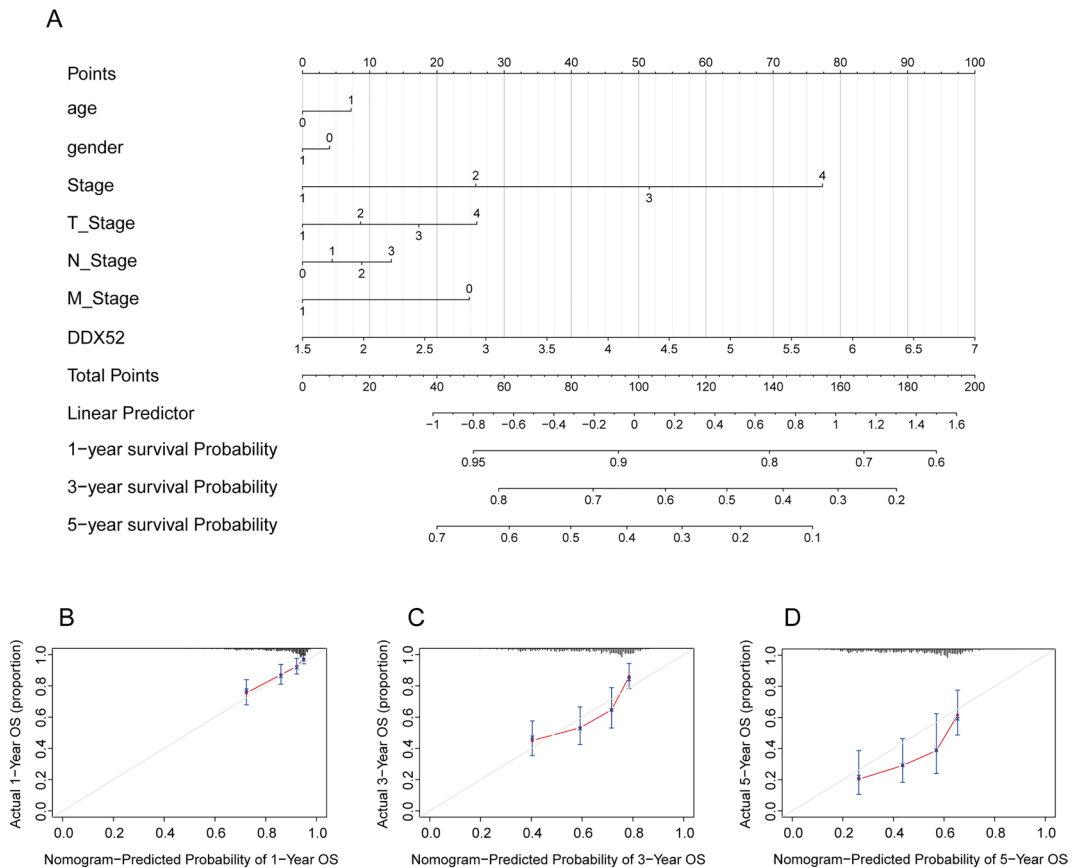 A
Points
0 10 20 30 40 50 60 70 80 90 100
age
1
0
gender
0
1
Stage
2 4
1 3
T_Stage
2 4
1 3
N_Stage
1 3
0 2
M_Stage
0
1
DDX52
1.5 2 2.5 3 3.5 4 4.5 5 5.5 6 6.5 7
Total Points
0 20 40 60 80 100 120 140 160 180 200
Linear Predictor
−1 −0.8 −0.6 −0.4 −0.2 0 0.2 0.4 0.6 0.8 1 1.2 1.4 1.6
1−year survival Probability
0.95 0.9 0.8 0.7 0.6
3−year survival Probability
0.8 0.7 0.6 0.5 0.4 0.3 0.2
5−year survival Probability
0.7 0.6 0.5 0.4 0.3 0.2 0.1
B
Actual 1−Year OS (proportion)
0.0 0.2 0.4 0.6 0.8 1.0
0.0 0.2 0.4 0.6 0.8 1.0
Nomogram−Predicted Probability of 1−Year OS
C
Actual 3−Year OS (proportion)
0.0 0.2 0.4 0.6 0.8 1.0
0.0 0.2 0.4 0.6 0.8 1.0
Nomogram−Predicted Probability of 3−Year OS
D
Actual 5−Year OS (proportion)
0.0 0.2 0.4 0.6 0.8 1.0
0.0 0.2 0.4 0.6 0.8 1.0
Nomogram−Predicted Probability of 5−Year OS